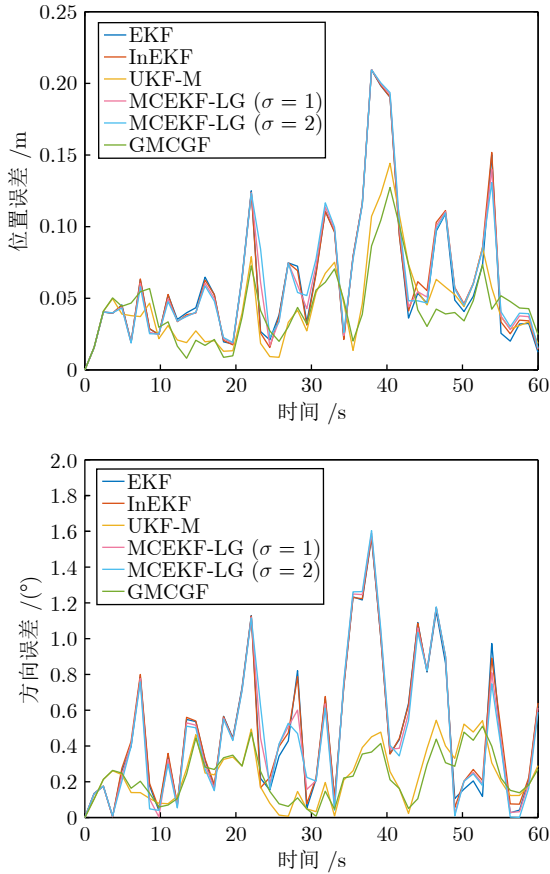 EKF
InEKF
UKF-M
MCEKF-LG (σ = 1)
MCEKF-LG (σ = 2)
GMCGF
0.25
0.20
0.15
0.10
0.05
0
位置误差 /m
0 10 20 30 40 50 60
时间 /s
EKF
InEKF
UKF-M
MCEKF-LG (σ = 1)
MCEKF-LG (σ = 2)
GMCGF
2.0
1.8
1.6
1.4
1.2
1.0
0.8
0.6
0.4
0.2
0
方向误差 /(°)
0 10 20 30 40 50 60
时间 /s